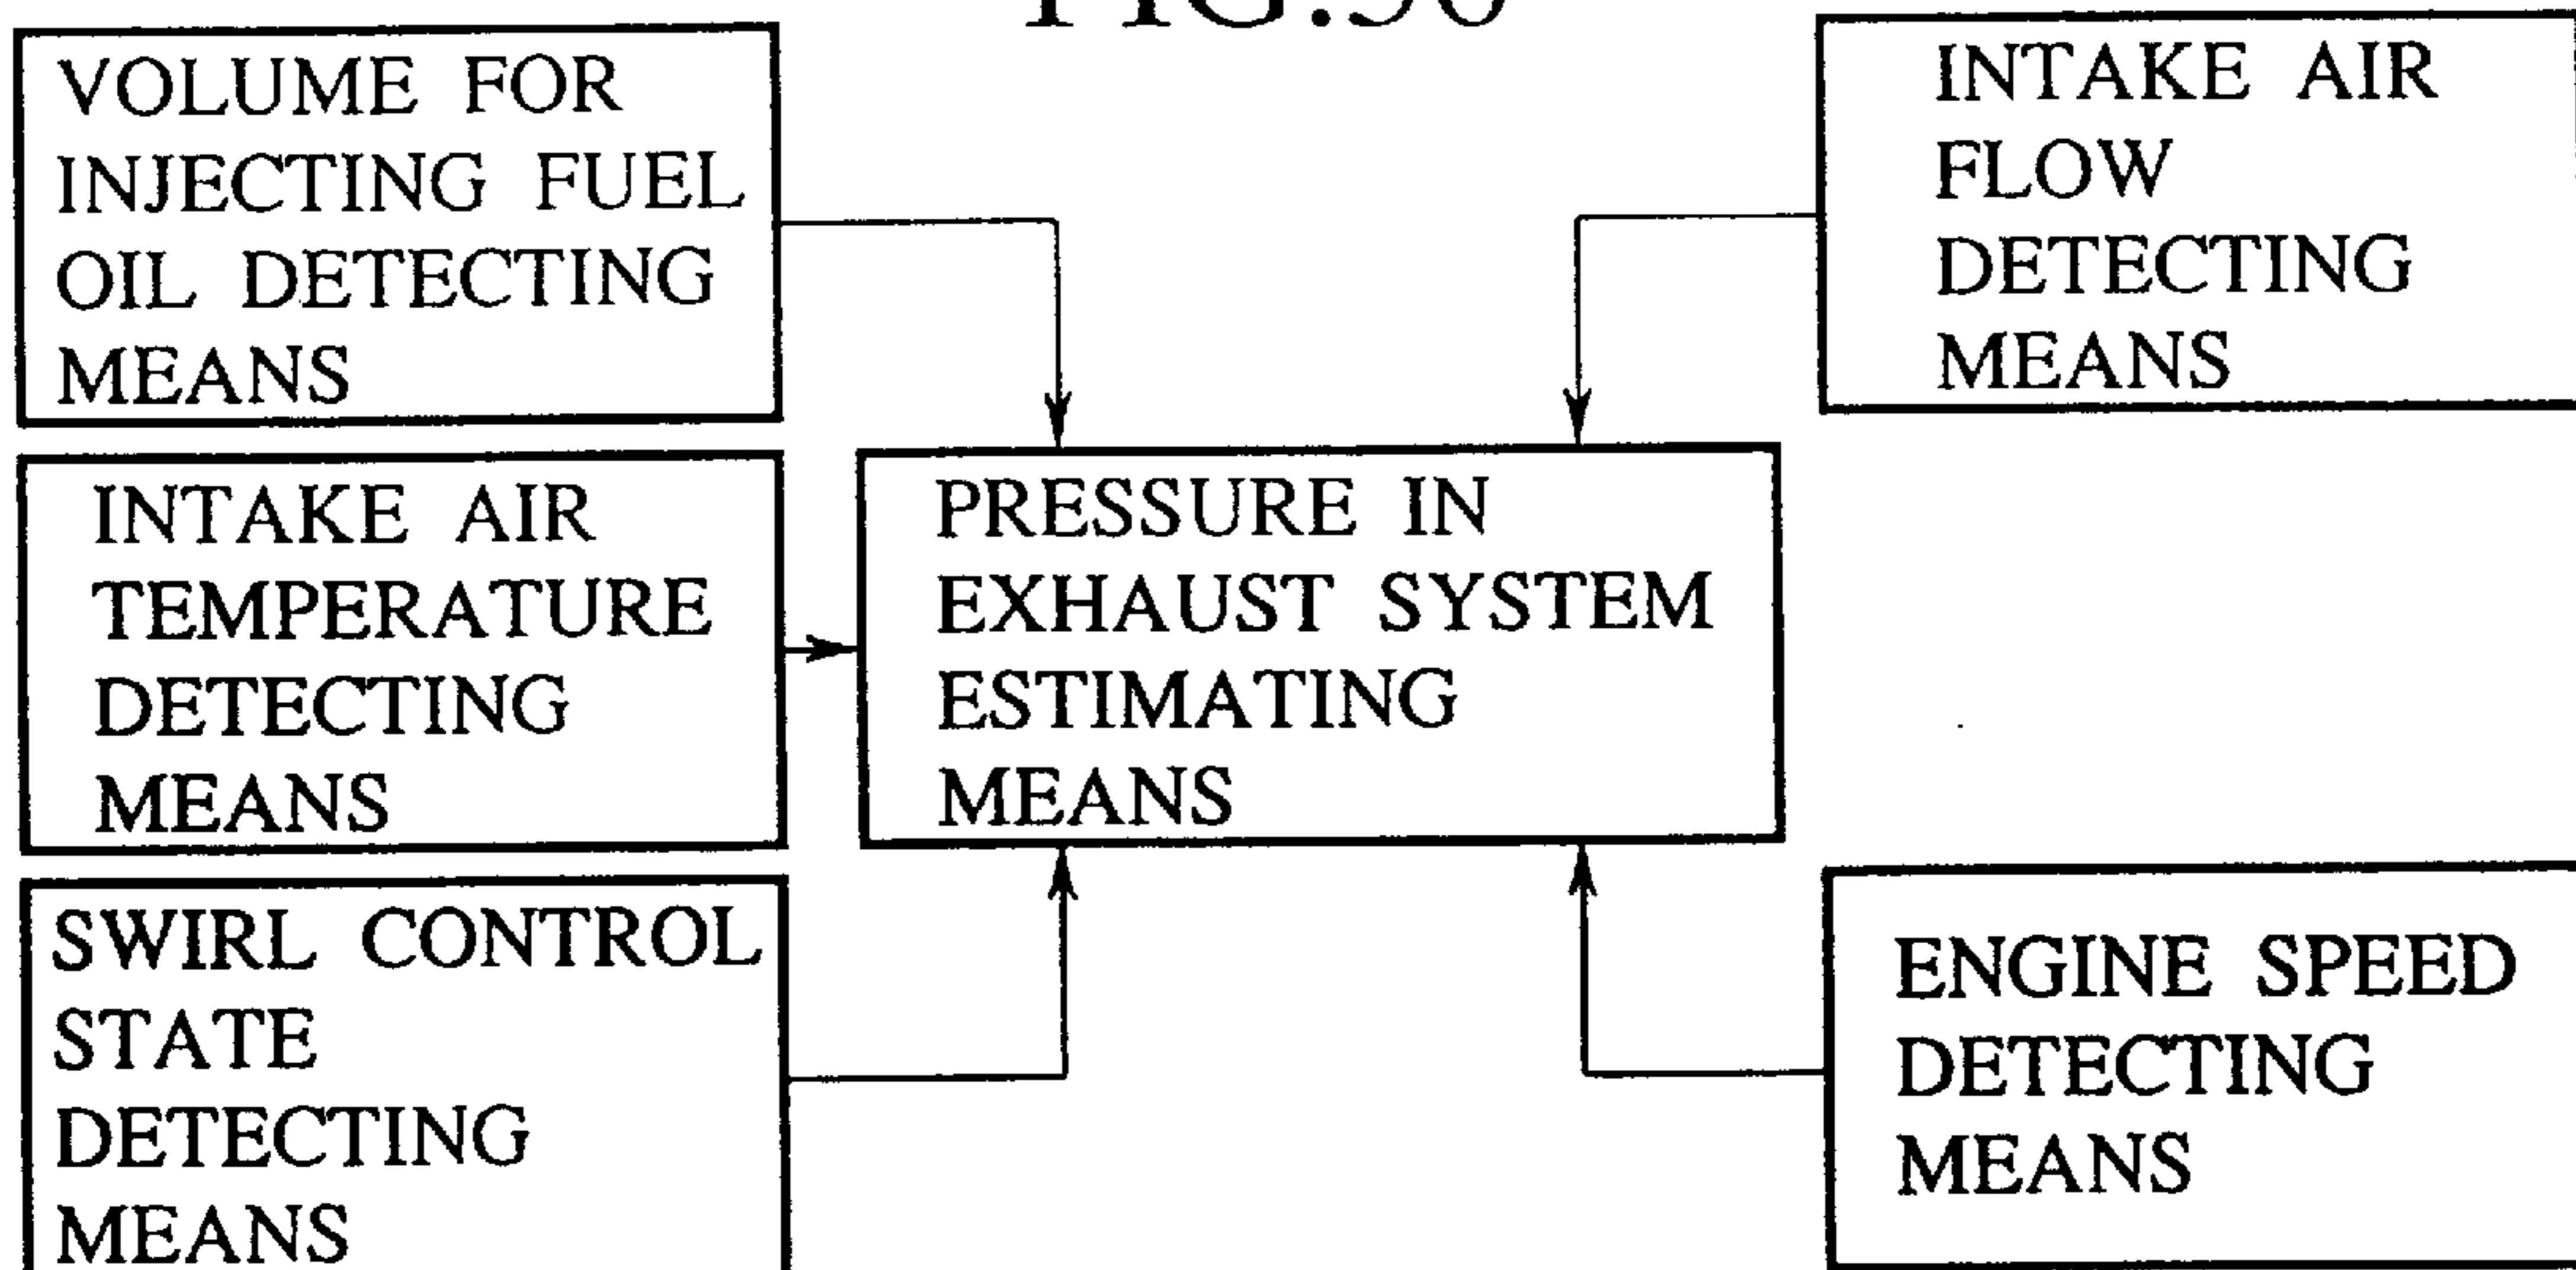 VOLUME FOR
INJECTING FUEL
OIL DETECTING
MEANS
INTAKE AIR
FLOW
DETECTING
MEANS
INTAKE AIR
TEMPERATURE
DETECTING
MEANS
PRESSURE IN
EXHAUST SYSTEM
ESTIMATING
MEANS
SWIRL CONTROL
STATE
DETECTING
MEANS
ENGINE SPEED
DETECTING
MEANS